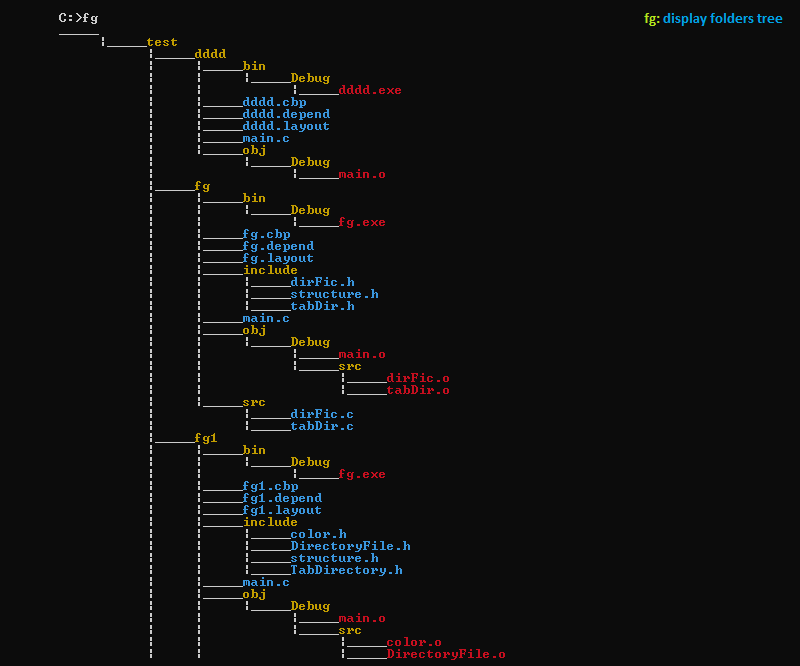 C:>fg
fg: display folders tree
test
dddd
bin
Debug
dddd.exe
dddd.cbp
dddd.depend
dddd.layout
main.c
obj
Debug
main.o
fg
bin
Debug
fg.exe
fg.cbp
fg.depend
fg.layout
include
dirFic.h
structure.h
tabDir.h
main.c
obj
Debug
main.o
src
dirFic.o
tabDir.o
src
dirFic.c
tabDir.c
fg1
bin
Debug
fg.exe
fg1.cbp
fg1.depend
fg1.layout
include
color.h
DirectoryFile.h
structure.h
TabDirectory.h
main.c
obj
Debug
main.o
src
color.o
DirectoryFile.o